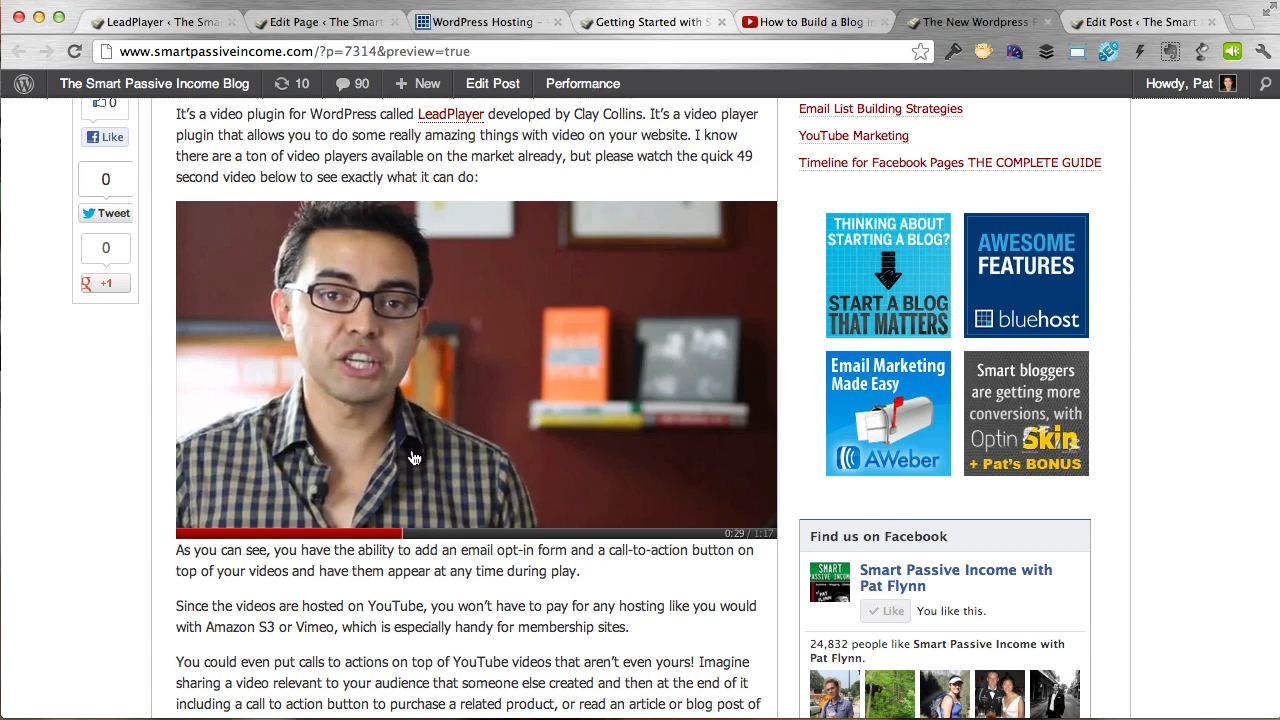 LeadPlayer ‹ The Sma
Edit Page ‹ The Smart
WordPress Hosting –
Getting Started with S
How to Build a Blog in
The New Wordpress P
Edit Post ‹ The Smart
www.smartpassiveincome.com/?p=7314&preview=true
The Smart Passive Income Blog
10
90
+ New
Edit Post
Performance
Howdy, Pat
0
Like
0
Tweet
0
+1
It's a video plugin for WordPress called LeadPlayer developed by Clay Collins. It's a video player
plugin that allows you to do some really amazing things with video on your website. I know
there are a ton of video players available on the market already, but please watch the quick 49
second video below to see exactly what it can do:
0:29 / 1:17
As you can see, you have the ability to add an email opt-in form and a call-to-action button on
top of your videos and have them appear at any time during play.
Since the videos are hosted on YouTube, you won't have to pay for any hosting like you would
with Amazon S3 or Vimeo, which is especially handy for membership sites.
You could even put calls to actions on top of YouTube videos that aren't even yours! Imagine
sharing a video relevant to your audience that someone else created and then at the end of it
including a call to action button to purchase a related product, or read an article or blog post of
Email List Building Strategies
YouTube Marketing
Timeline for Facebook Pages THE COMPLETE GUIDE
THINKING ABOUT
STARTING A BLOG?
START A BLOG
THAT MATTERS
AWESOME
FEATURES
bluehost
Email Marketing
Made Easy
AWeber
Smart bloggers
are getting more
conversions, with
Optin Skin
+ Pat's BONUS
Find us on Facebook
SMART
PASSIVE INCOME
Smart Passive Income with
Pat Flynn
Like
You like this.
24,832 people like Smart Passive Income with
Pat Flynn.